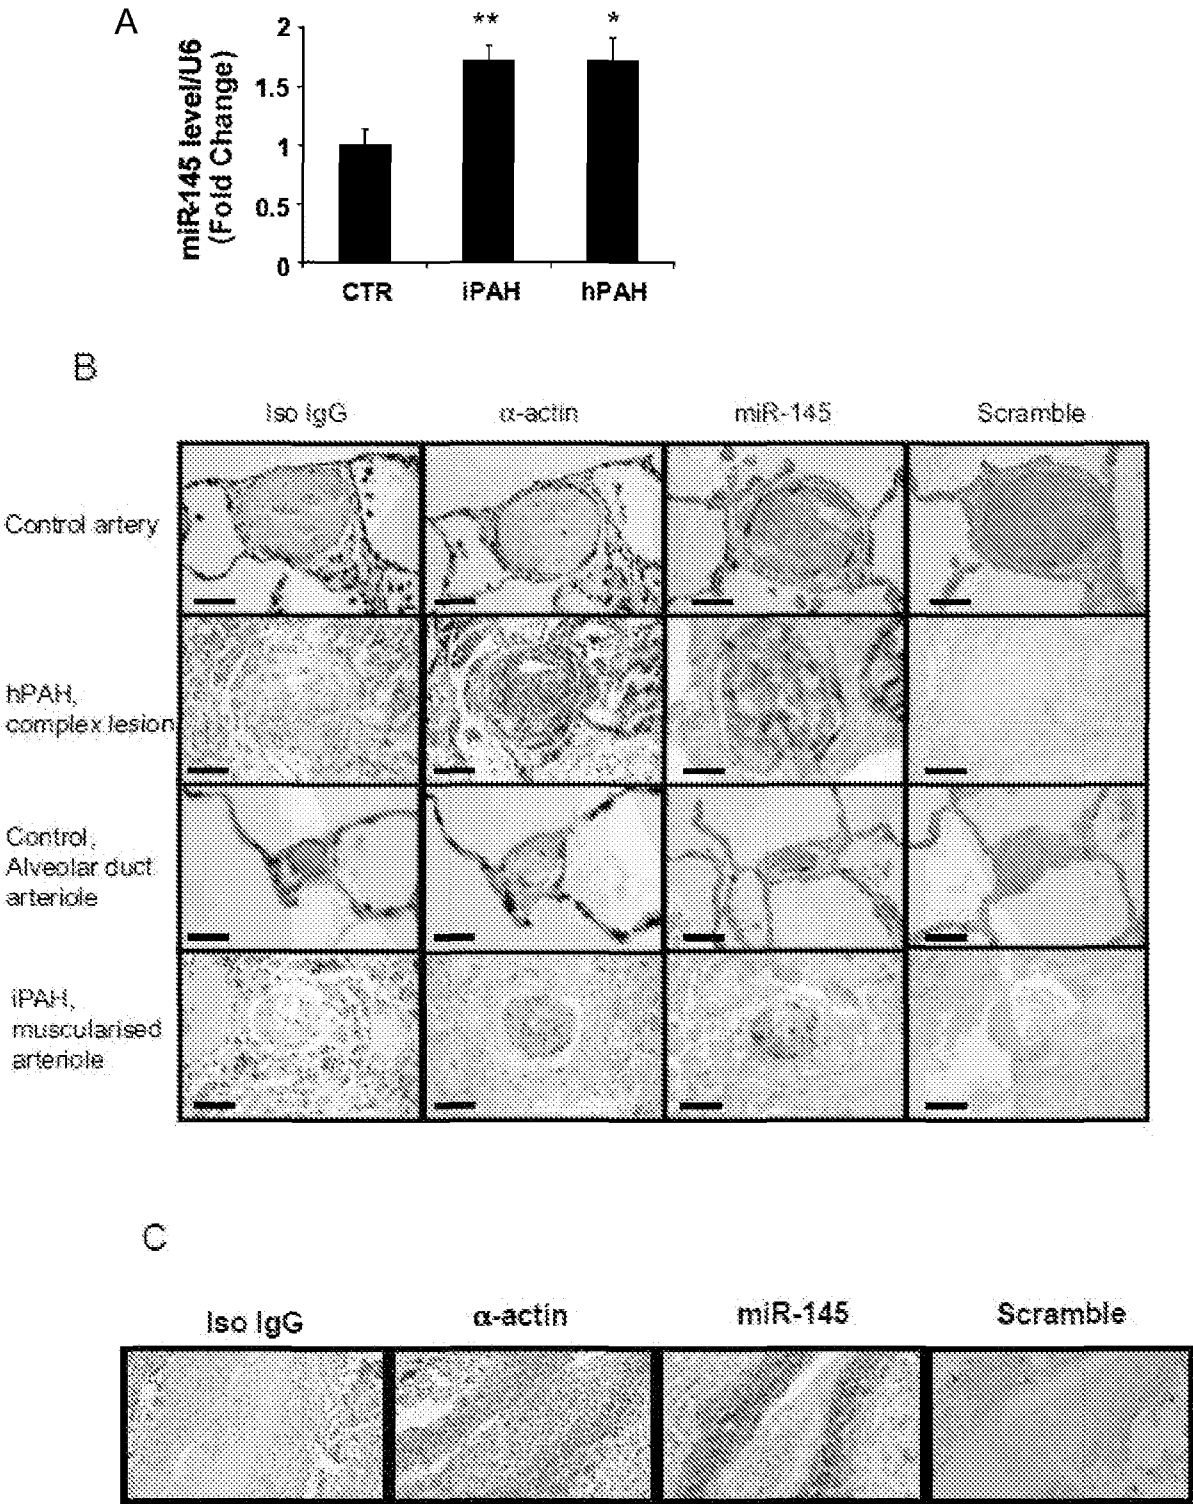 A
miR-145 level/U6
(Fold Change)
2
1.5
1
0.5
0
**
*
CTR
iPAH
hPAH
B
Iso IgG
α-actin
miR-145
Scramble
Control artery
hPAH,
complex lesion
Control,
Alveolar duct
arteriole
iPAH,
muscularised
arteriole
C
Iso IgG
α-actin
miR-145
Scramble